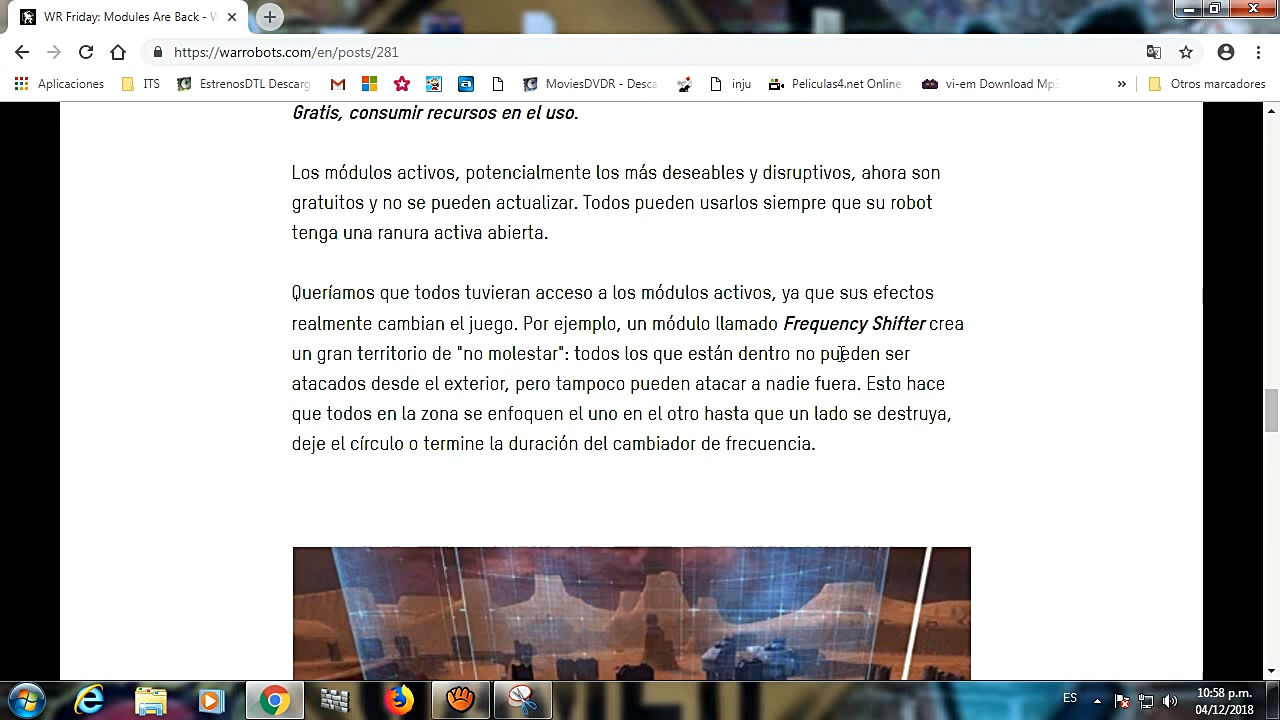 WR Friday: Modules Are Back - W
https://warrobots.com/en/posts/281
Aplicaciones
ITS
EstrenosDTL Descarg
MoviesDVDR - Desca
inju
Peliculas4.net Online
vi-em Download Mp3
»
Otros marcadores
Gratis, consumir recursos en el uso.
Los módulos activos, potencialmente los más deseables y disruptivos, ahora son
gratuitos y no se pueden actualizar. Todos pueden usarlos siempre que su robot
tenga una ranura activa abierta.
Queríamos que todos tuvieran acceso a los módulos activos, ya que sus efectos
realmente cambian el juego. Por ejemplo, un módulo llamado Frequency Shifter crea
un gran territorio de "no molestar": todos los que están dentro no pueden ser
atacados desde el exterior, pero tampoco pueden atacar a nadie fuera. Esto hace
que todos en la zona se enfoquen el uno en el otro hasta que un lado se destruya,
deje el círculo o termine la duración del cambiador de frecuencia.
ES
10:58 p.m.
04/12/2018